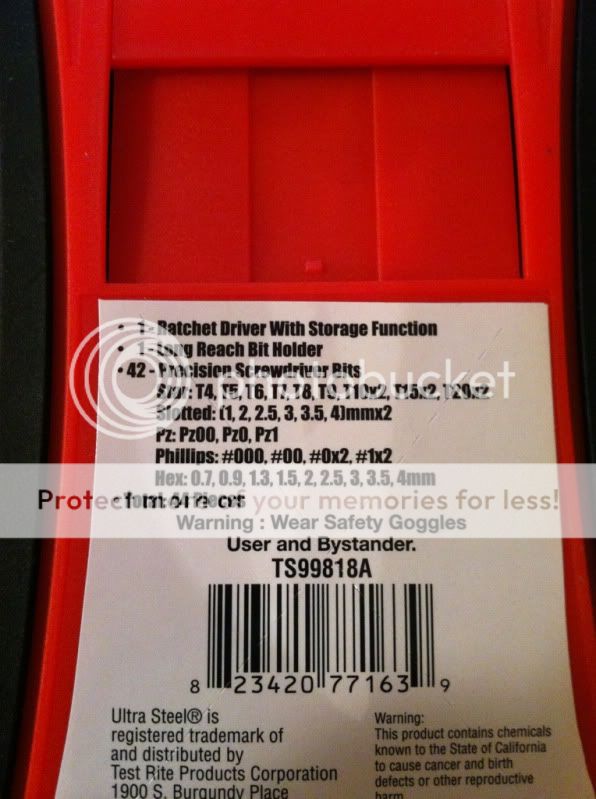 • 1 - Ratchet Driver With Storage Function
• 1 - Long Reach Bit Holder
• 42 - Precision Screwdriver Bits
Star: T4, T5, T6, T7, T8, T9, T10x2, T15x2, T20x2
Slotted: (1, 2, 2.5, 3, 3.5, 4)mmx2
Pz: Pz00, Pz0, Pz1
Phillips: #000, #00, #0x2, #1x2
Hex: 0.7, 0.9, 1.3, 1.5, 2, 2.5, 3, 3.5, 4mm
photobucket
Protect more of your memories for less!
Warning : Wear Safety Goggles
User and Bystander.
TS99818A
8 23420 77163 9
Ultra Steel® is
registered trademark of
and distributed by
Test Rite Products Corporation
1900 S. Burgundy Place
Warning:
This product contains chemicals
known to the State of California
to cause cancer and birth
defects or other reproductive
harm